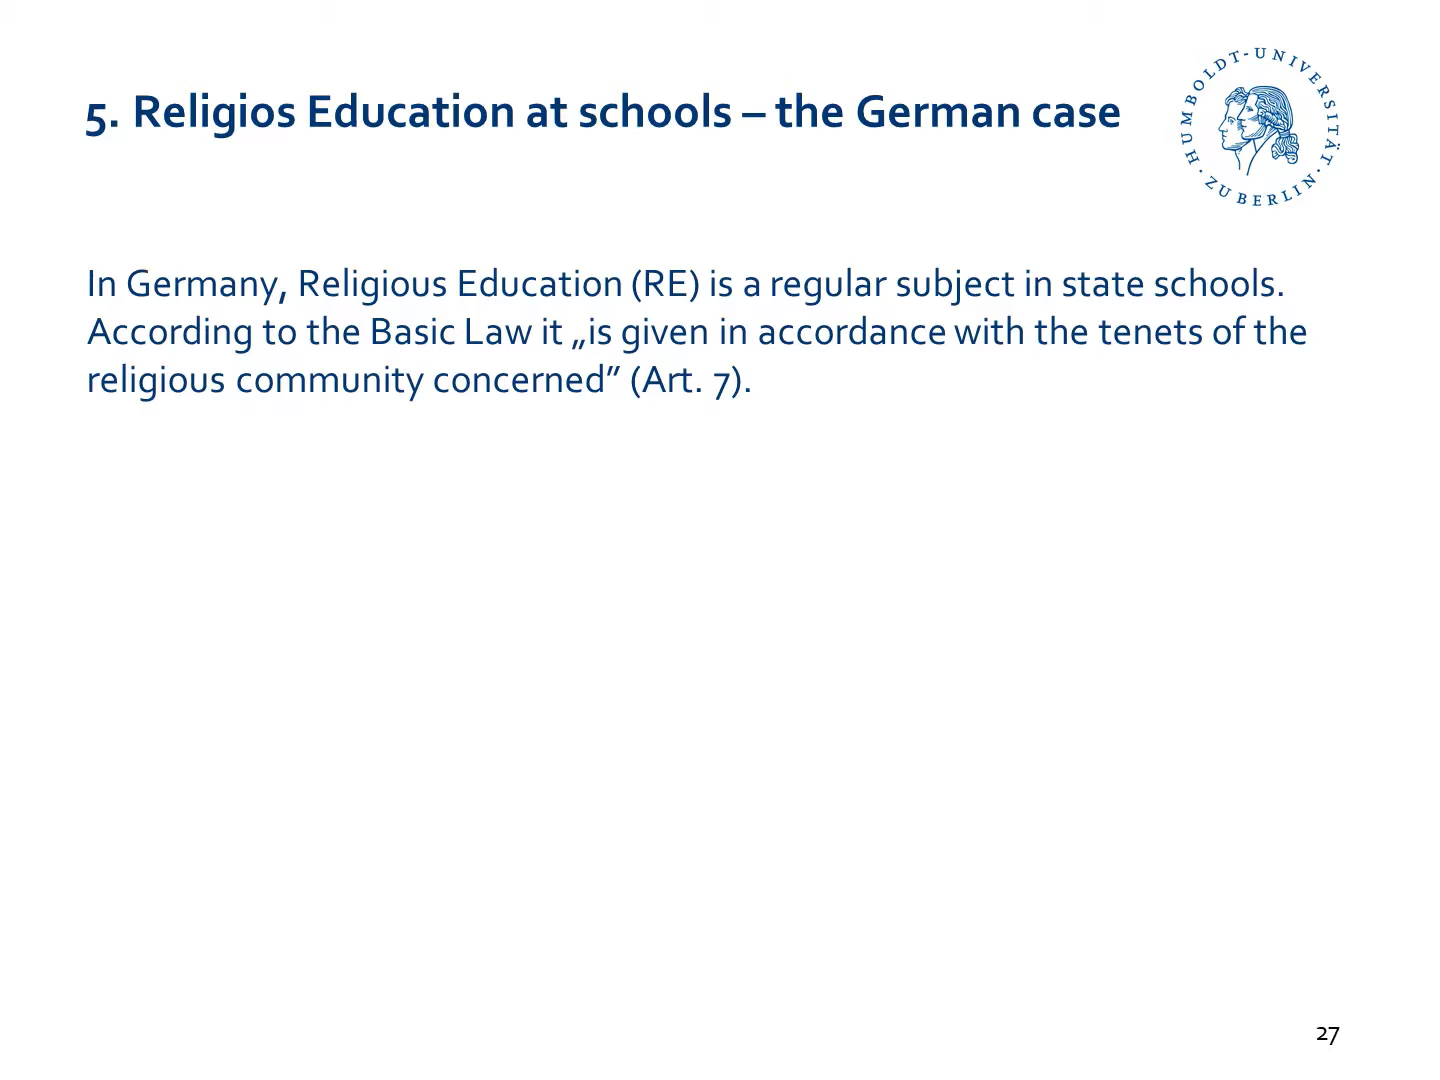 5. Religios Education at schools – the German case
HUMBOLDT-UNIVERSITÄT · ZU BERLIN ·
In Germany, Religious Education (RE) is a regular subject in state schools.
According to the Basic Law it „is given in accordance with the tenets of the
religious community concerned” (Art. 7).
27